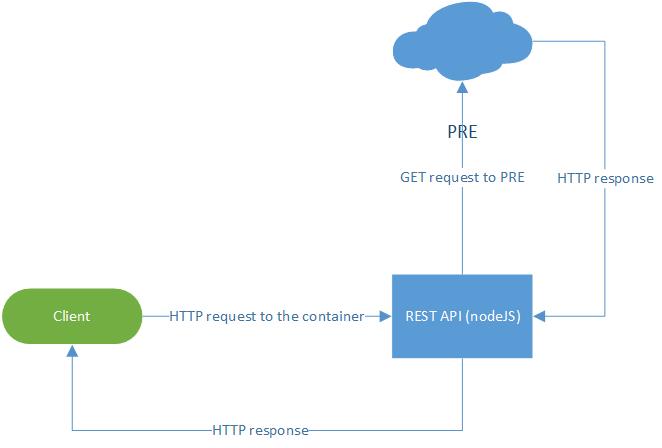 PRE
GET request to PRE
HTTP response
Client
HTTP request to the container
REST API (nodeJS)
HTTP response